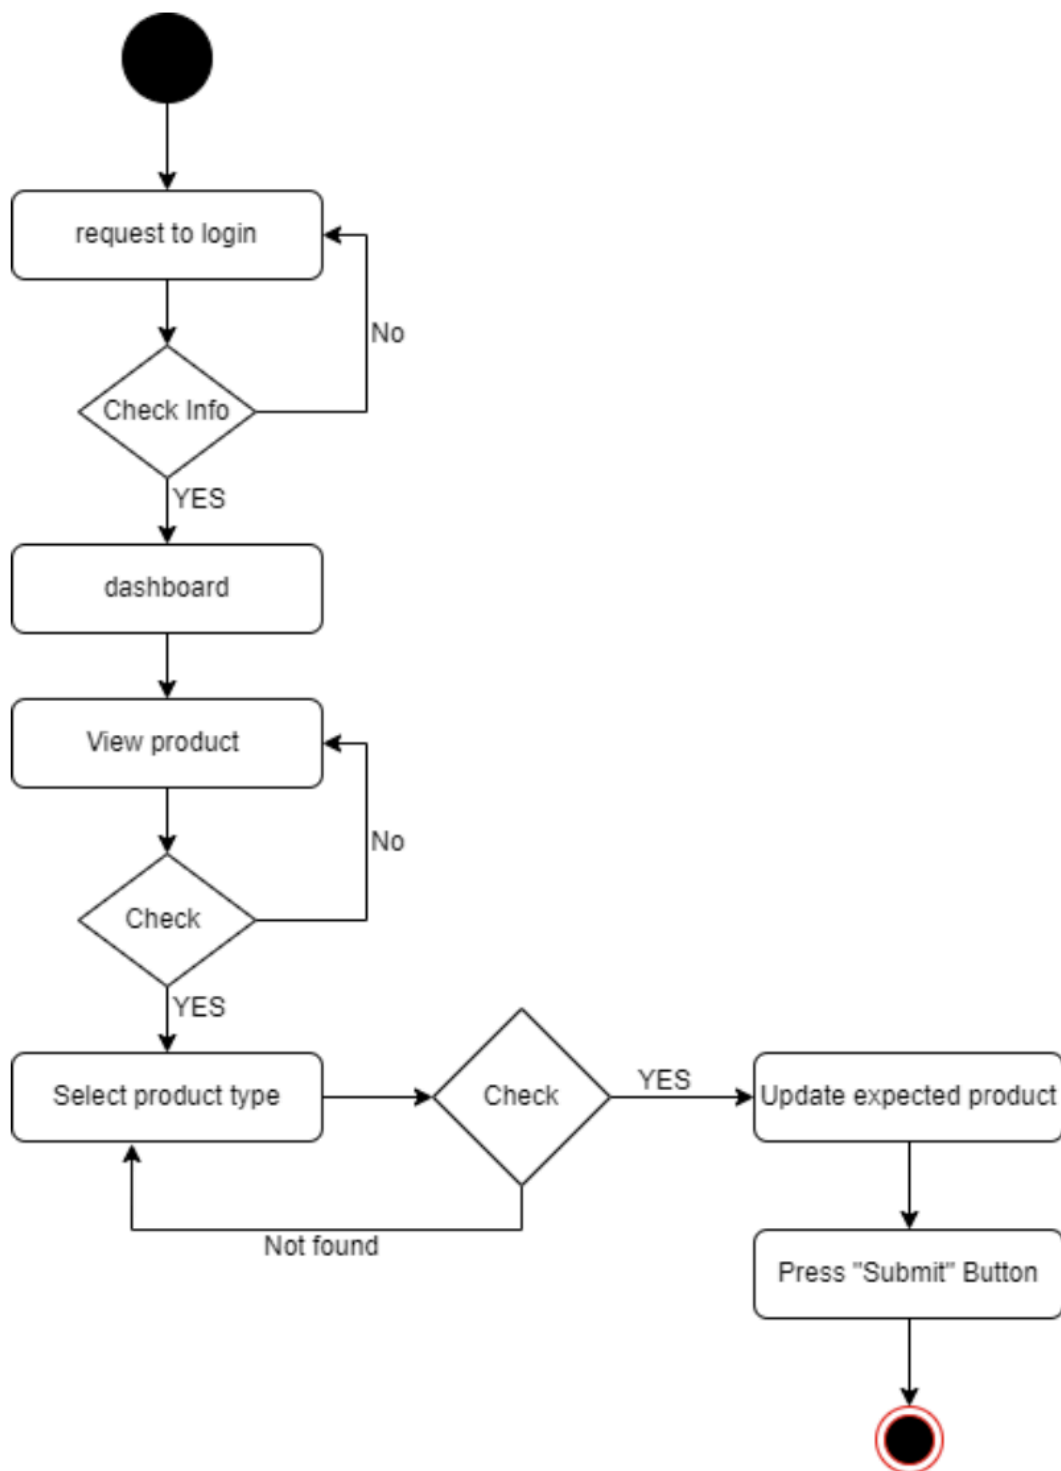 request to login
No
Check Info
YES
dashboard
View product
No
Check
YES
Select product type
Check
YES
Update expected product
Not found
Press "Submit" Button